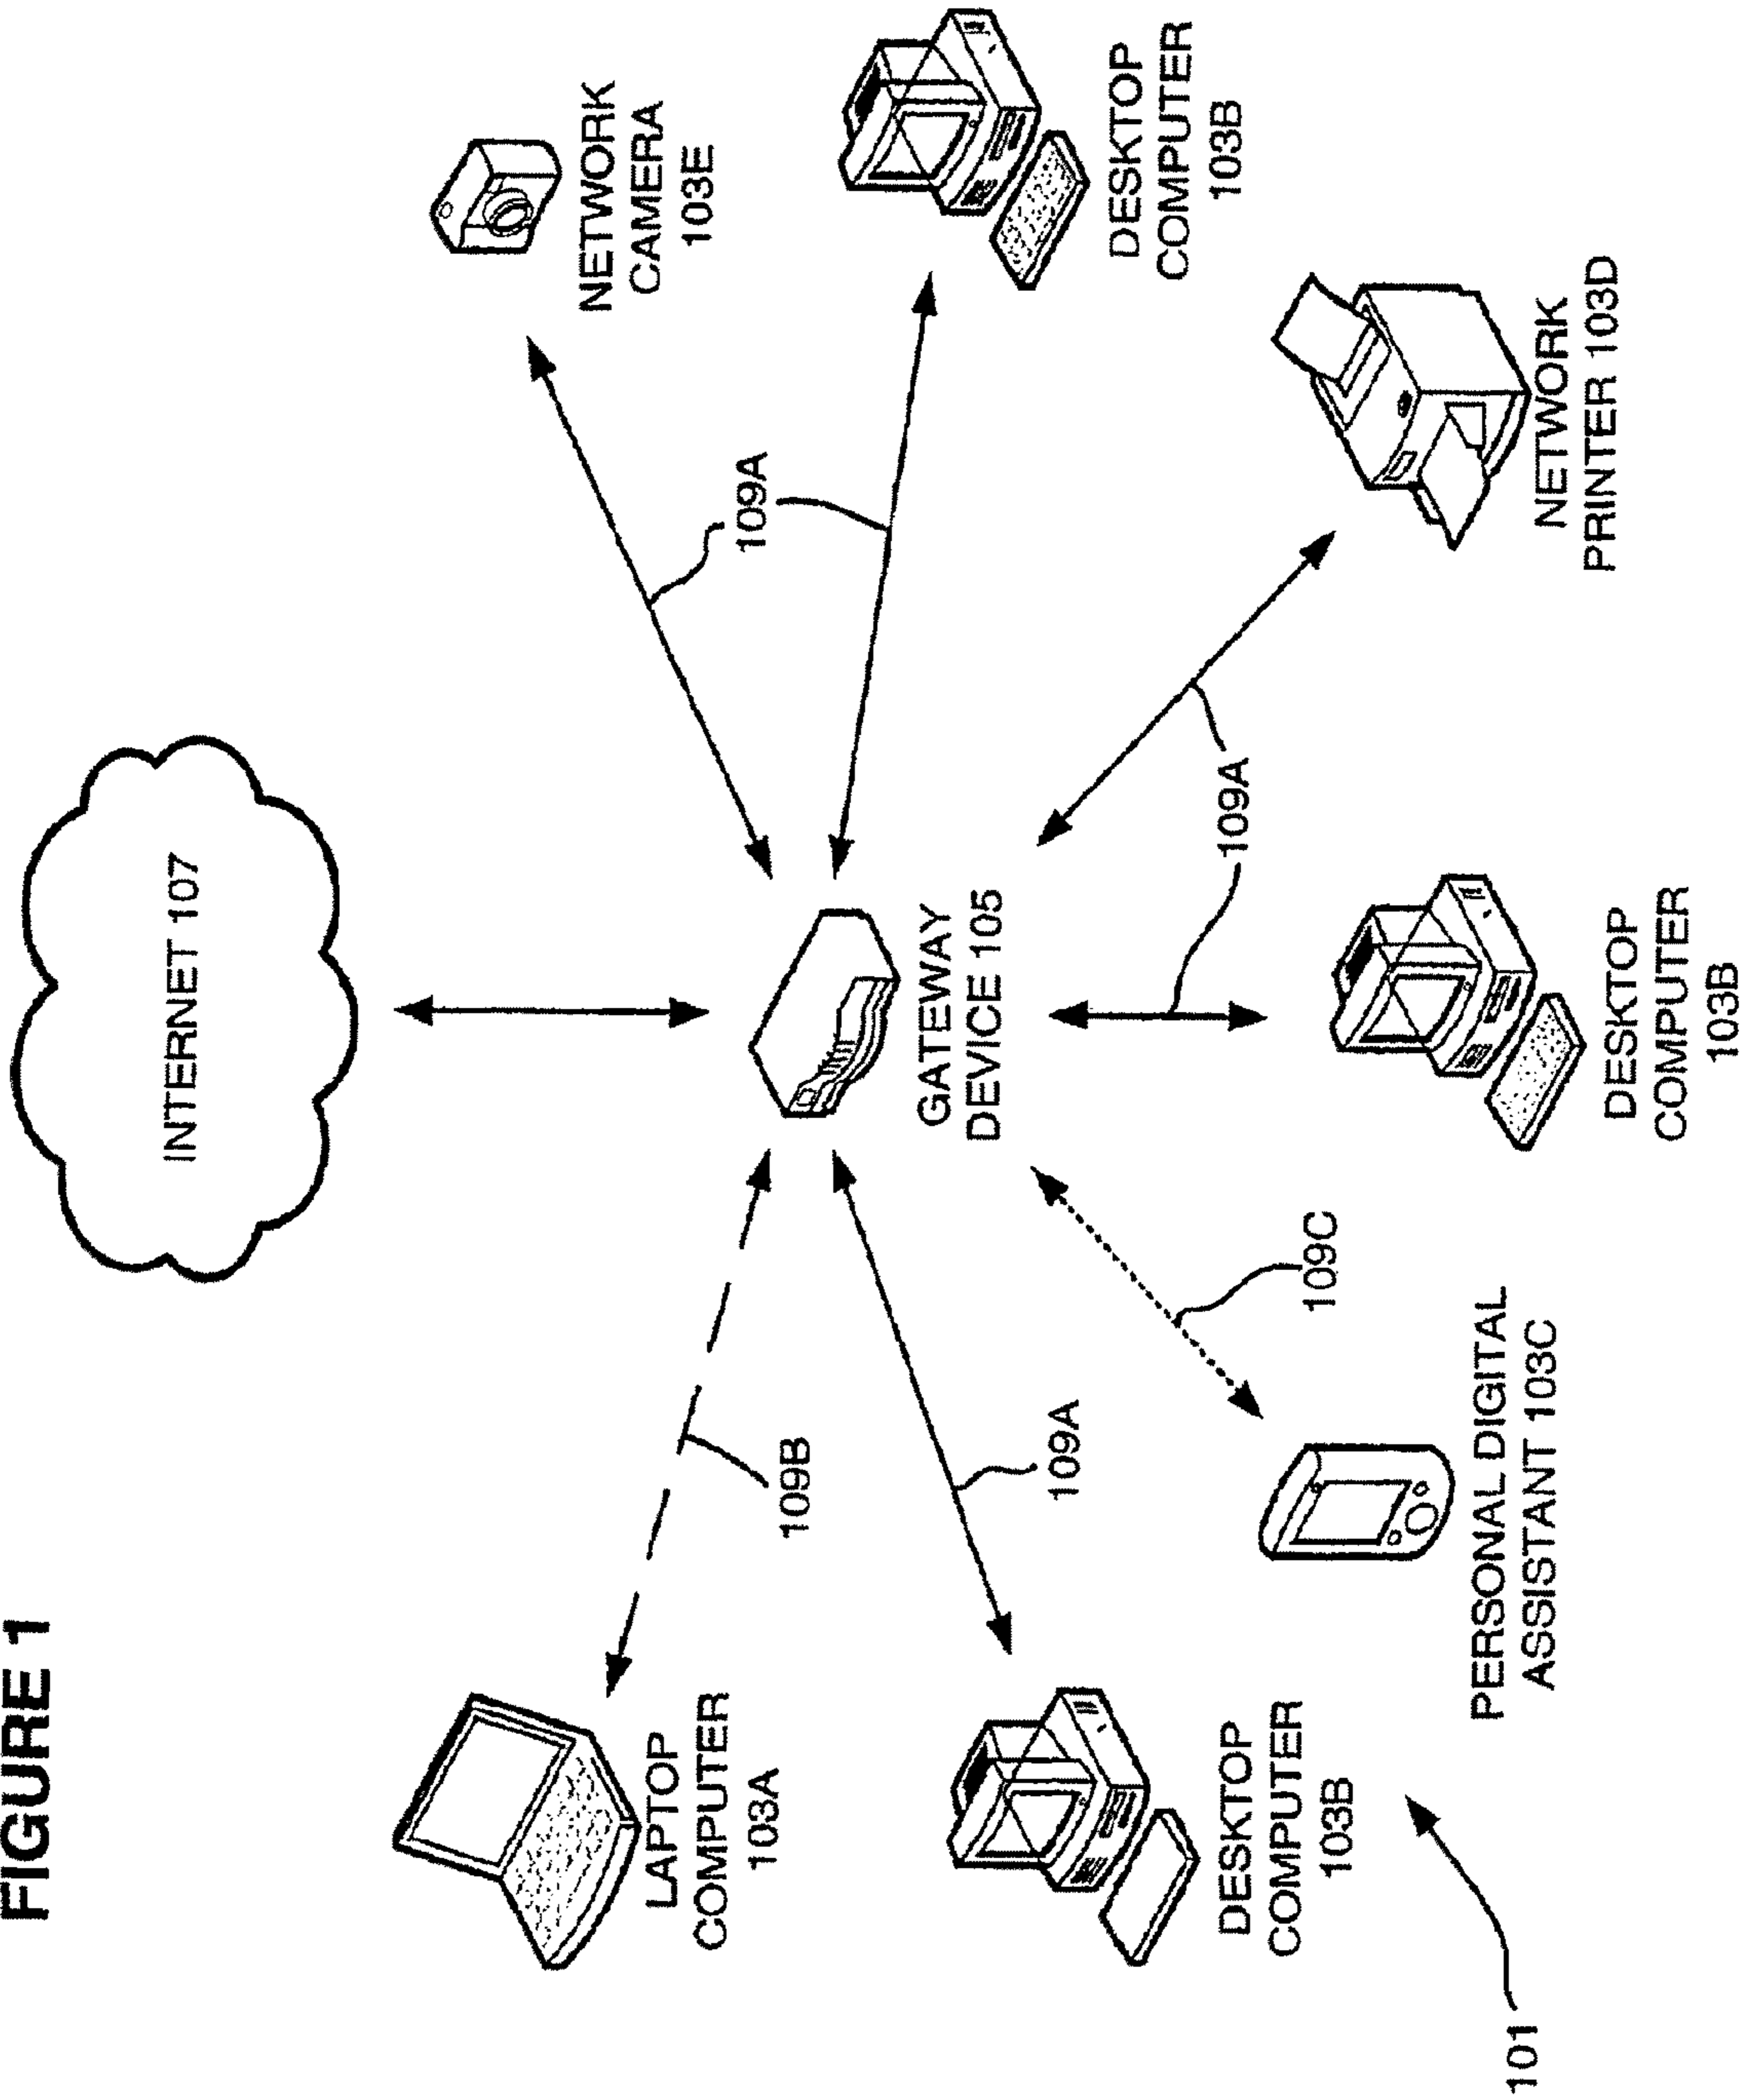 FIGURE 1
INTERNET 107
LAPTOP
COMPUTER
103A
109B
NETWORK
CAMERA
103E
109A
GATEWAY
DEVICE 105
DESKTOP
COMPUTER
103B
109A
DESKTOP
COMPUTER
103B
109C
109A
PERSONAL DIGITAL
ASSISTANT 103C
DESKTOP
COMPUTER
103B
NETWORK
PRINTER 103D
101